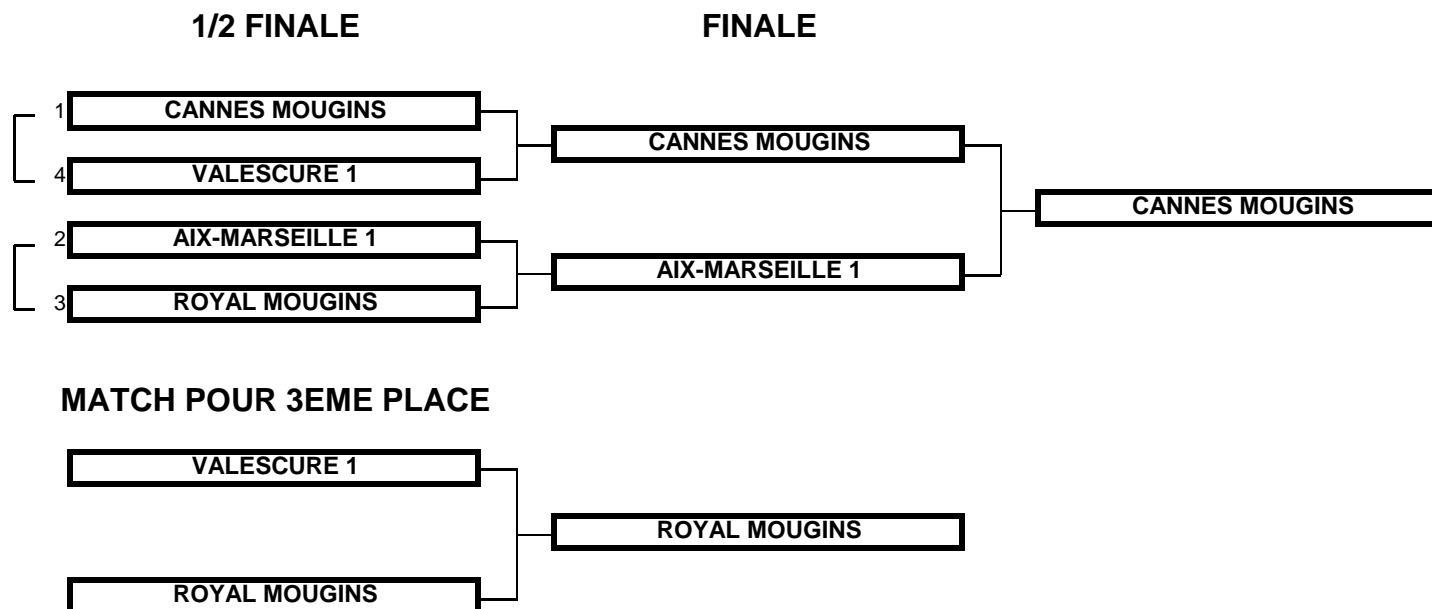 1/2 FINALE
FINALE
1 CANNES MOUGINS
CANNES MOUGINS
4 VALESCURE 1
CANNES MOUGINS
2 AIX-MARSEILLE 1
AIX-MARSEILLE 1
3 ROYAL MOUGINS
MATCH POUR 3EME PLACE
VALESCURE 1
ROYAL MOUGINS
ROYAL MOUGINS